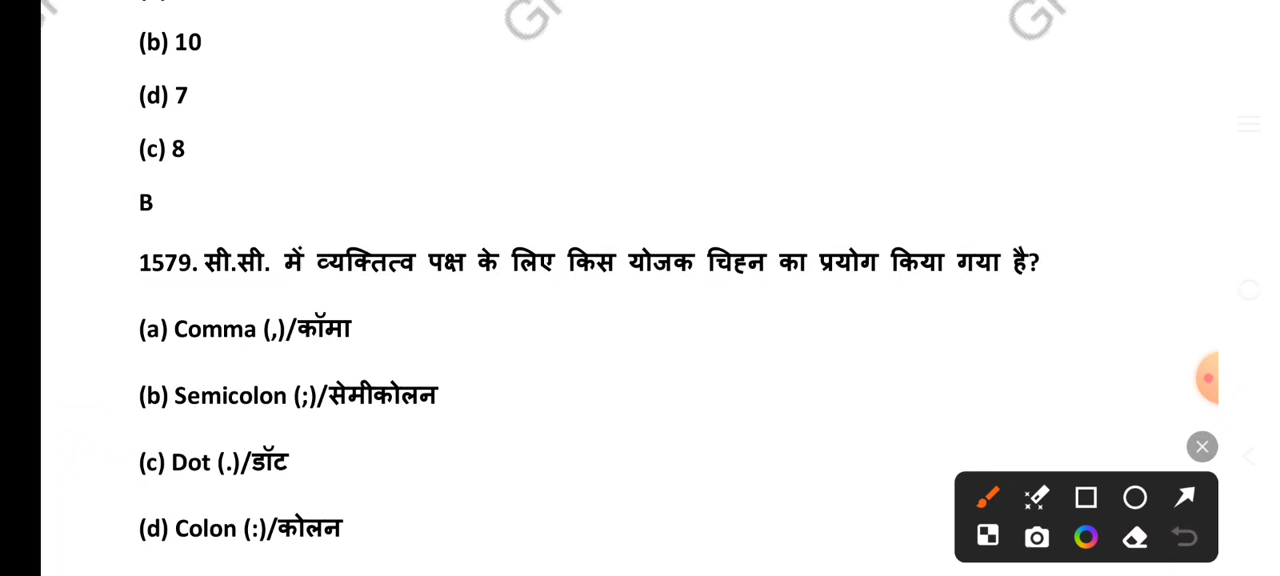 (b) 10
(d) 7
(c) 8
B
1579. सी.सी. में व्यक्तित्व पक्ष के लिए किस योजक चिह्न का प्रयोग किया गया है?
(a) Comma (,)/कॉमा
(b) Semicolon (;)/सेमीकोलन
(c) Dot (.)/डॉट
(d) Colon (:)/कोलन